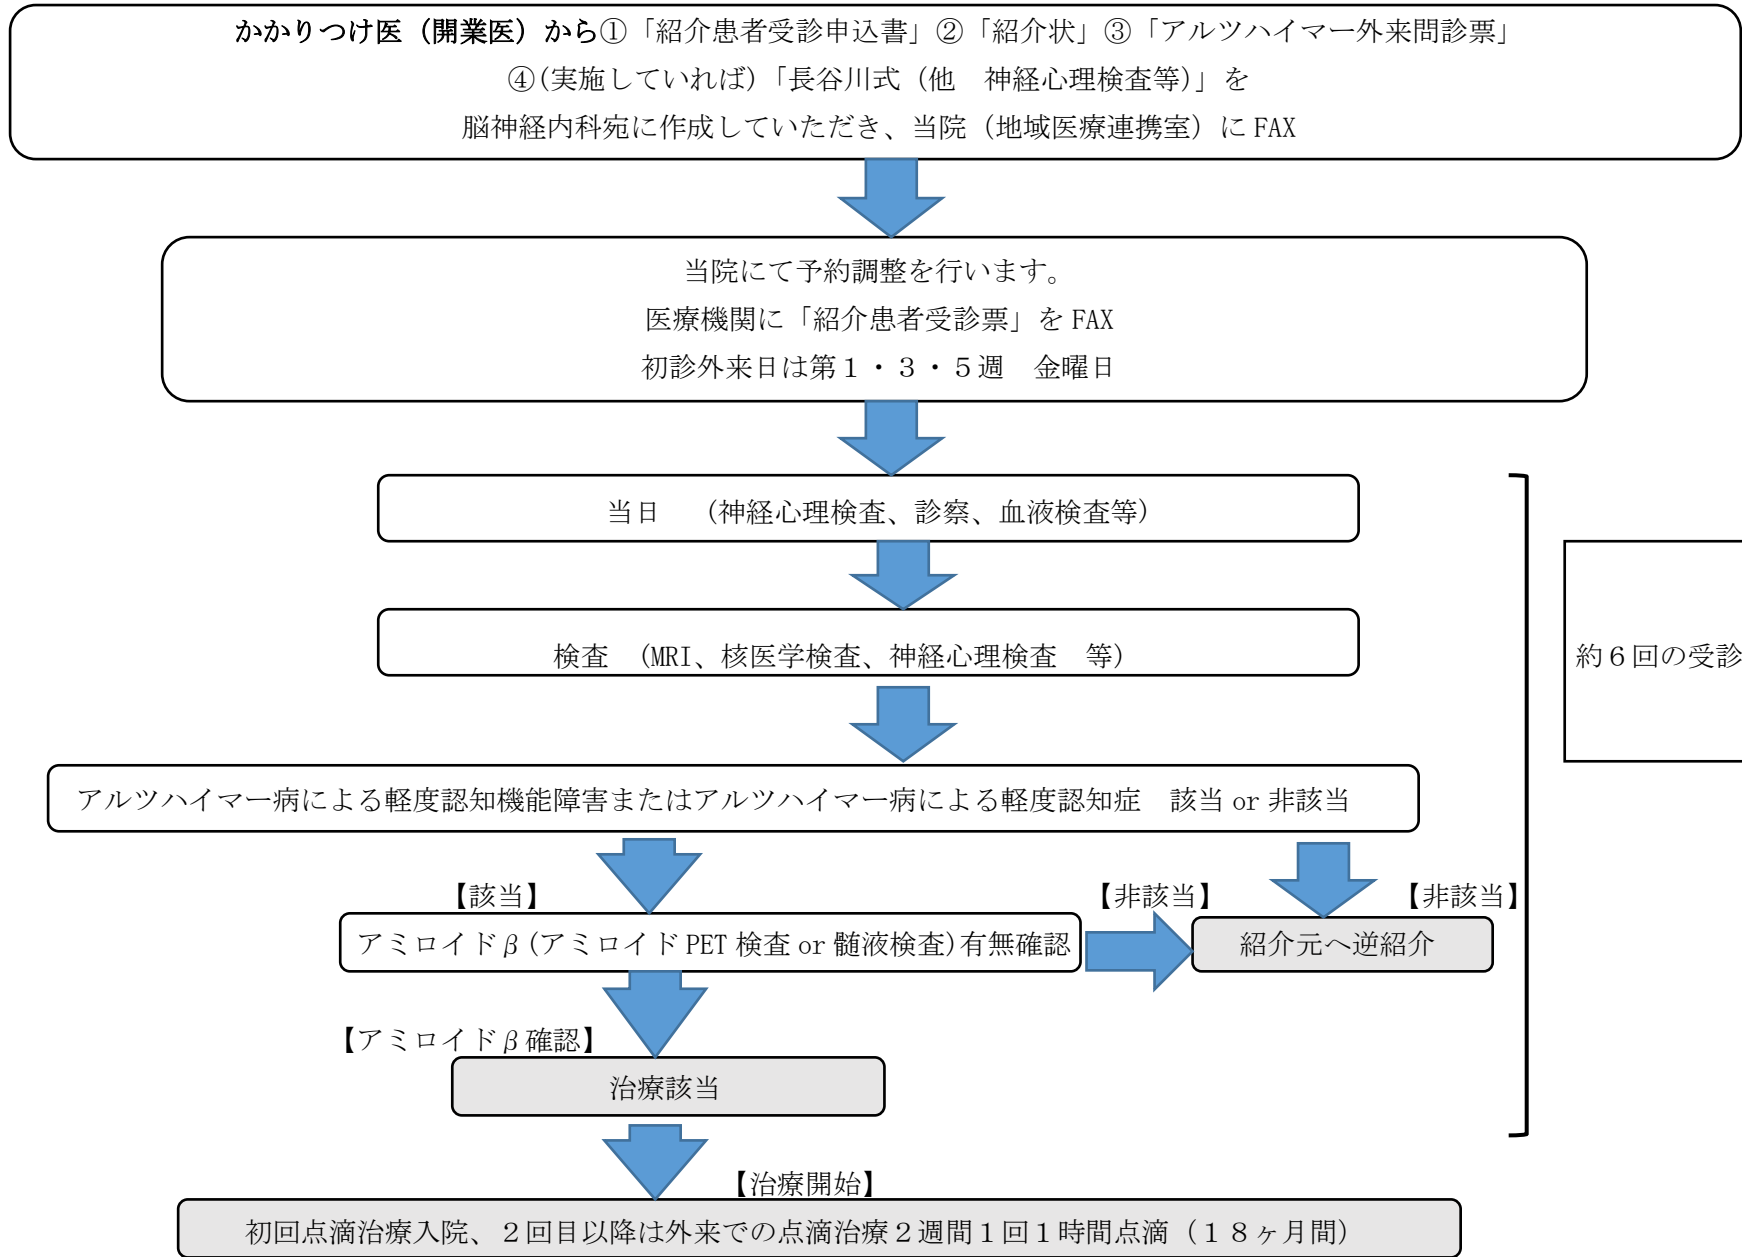 かかりつけ医（開業医）から①「紹介患者受診申込書」②「紹介状」③「アルツハイマー外来問診票」
④(実施していれば)「長谷川式（他　神経心理検査等)」を
脳神経内科宛に作成していただき、当院（地域医療連携室）にFAX
当院にて予約調整を行います。
医療機関に「紹介患者受診票」をFAX
初診外来日は第１・３・５週　金曜日
当日　（神経心理検査、診察、血液検査等）
検査　（MRI、核医学検査、神経心理検査　等）
約６回の受診
アルツハイマー病による軽度認知機能障害またはアルツハイマー病による軽度認知症　該当 or 非該当
【該当】
【非該当】
【非該当】
アミロイドβ(アミロイド PET 検査 or 髄液検査)有無確認
紹介元へ逆紹介
【アミロイドβ確認】
治療該当
【治療開始】
初回点滴治療入院、２回目以降は外来での点滴治療２週間１回１時間点滴（１８ヶ月間）